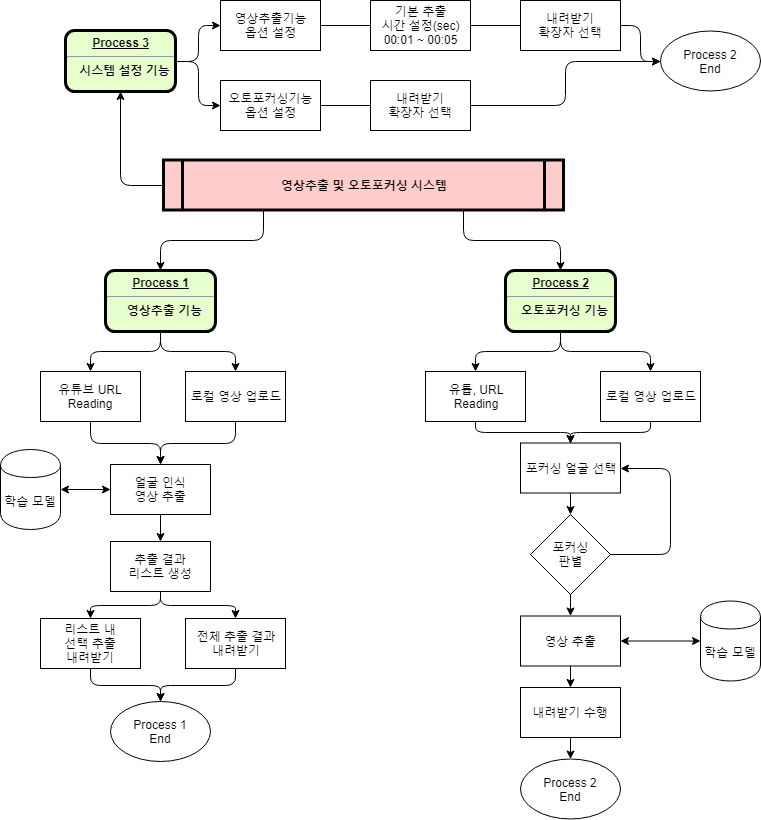 Process 3
시스템 설정 기능
영상추출기능
옵션 설정
기본 추출
시간 설정(sec)
00:01 ~ 00:05
내려받기
확장자 선택
오토포커싱기능
옵션 설정
내려받기
확장자 선택
Process 2
End
영상추출 및 오토포커싱 시스템
Process 1
영상추출 기능
유튜브 URL
Reading
로컬 영상 업로드
학습 모델
얼굴 인식
영상 추출
추출 결과
리스트 생성
리스트 내
선택 추출
내려받기
전체 추출 결과
내려받기
Process 1
End
Process 2
오토포커싱 기능
유튭, URL
Reading
로컬 영상 업로드
포커싱 얼굴 선택
포커싱
판별
영상 추출
학습 모델
내려받기 수행
Process 2
End